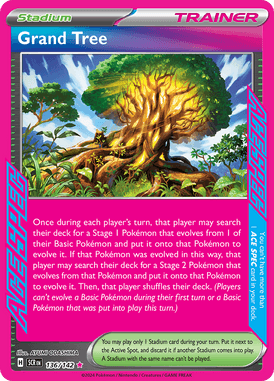 Stadium
TRAINER
Grand Tree
ACE SPEC
You can't have more than
1 ACE SPEC card in your deck.
Once during each player's turn, that player may search
their deck for a Stage 1 Pokémon that evolves from 1 of
their Basic Pokémon and put it onto that Pokémon to
evolve it. If that Pokémon was evolved in this way, that
player may search their deck for a Stage 2 Pokémon that
evolves from that Pokémon and put it onto that Pokémon
to evolve it. Then, that player shuffles their deck. (Players
can't evolve a Basic Pokémon during their first turn or a Basic
Pokémon that was put into play this turn.)
Illus. AYUMI ODASHIMA
H SCR EN 136/142
You may play only 1 Stadium card during your turn. Put it next to
the Active Spot, and discard it if another Stadium comes into play.
A Stadium with the same name can't be played.
©2024 Pokémon / Nintendo / Creatures / GAME FREAK